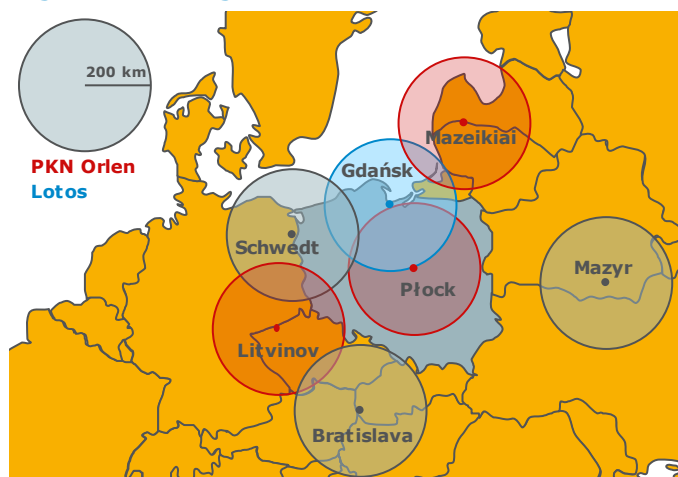 200 km
PKN Orlen
Lotos
Mazeikiai
Gdańsk
Schwedt
Mazyr
Płock
Litvinov
Bratislava